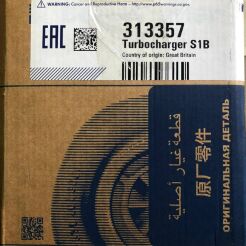 WARNING: Cancer and Reproductive Harm - www.p65warnings.ca.gov
EAC
313357
Turbocharger S1B
Country of origin: Great Britain
قطعة غيار أصلية
原厂零件
ОРИГИНАЛЬНАЯ ДЕТАЛЬ